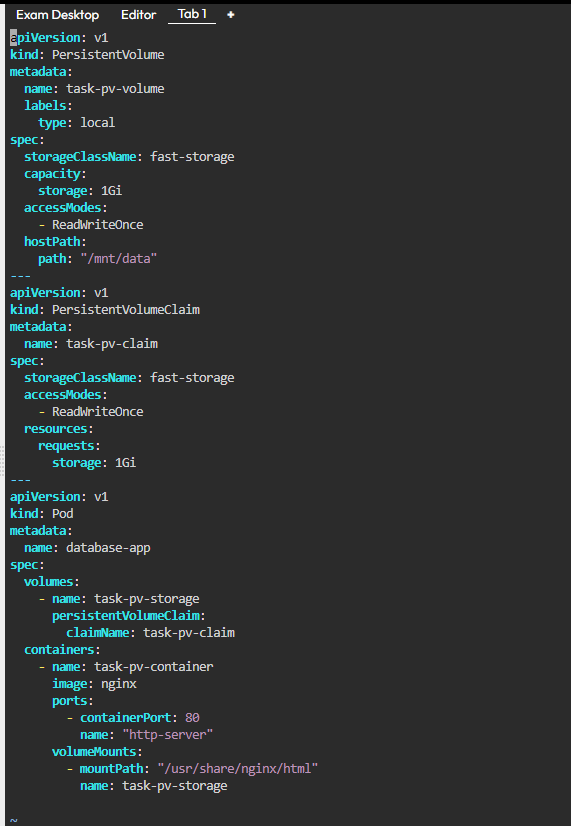 Exam Desktop Editor Tab 1 +
apiVersion: v1
kind: PersistentVolume
metadata:
  name: task-pv-volume
  labels:
    type: local
spec:
  storageClassName: fast-storage
  capacity:
    storage: 1Gi
  accessModes:
    - ReadWriteOnce
  hostPath:
    path: "/mnt/data"
---
apiVersion: v1
kind: PersistentVolumeClaim
metadata:
  name: task-pv-claim
spec:
  storageClassName: fast-storage
  accessModes:
    - ReadWriteOnce
  resources:
    requests:
      storage: 1Gi
---
apiVersion: v1
kind: Pod
metadata:
  name: database-app
spec:
  volumes:
    - name: task-pv-storage
      persistentVolumeClaim:
        claimName: task-pv-claim
  containers:
    - name: task-pv-container
      image: nginx
      ports:
        - containerPort: 80
          name: "http-server"
      volumeMounts:
        - mountPath: "/usr/share/nginx/html"
          name: task-pv-storage
~